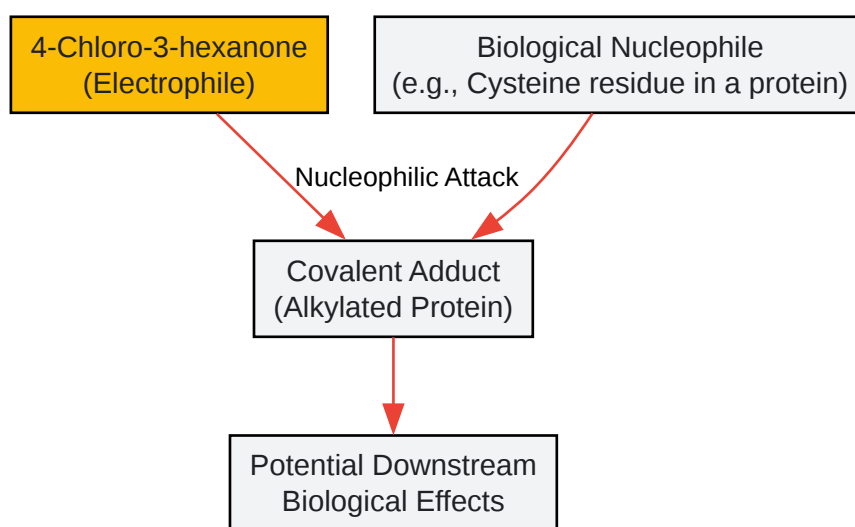 4-Chloro-3-hexanone
(Electrophile)
Biological Nucleophile
(e.g., Cysteine residue in a protein)
Nucleophilic Attack
Covalent Adduct
(Alkylated Protein)
Potential Downstream
Biological Effects